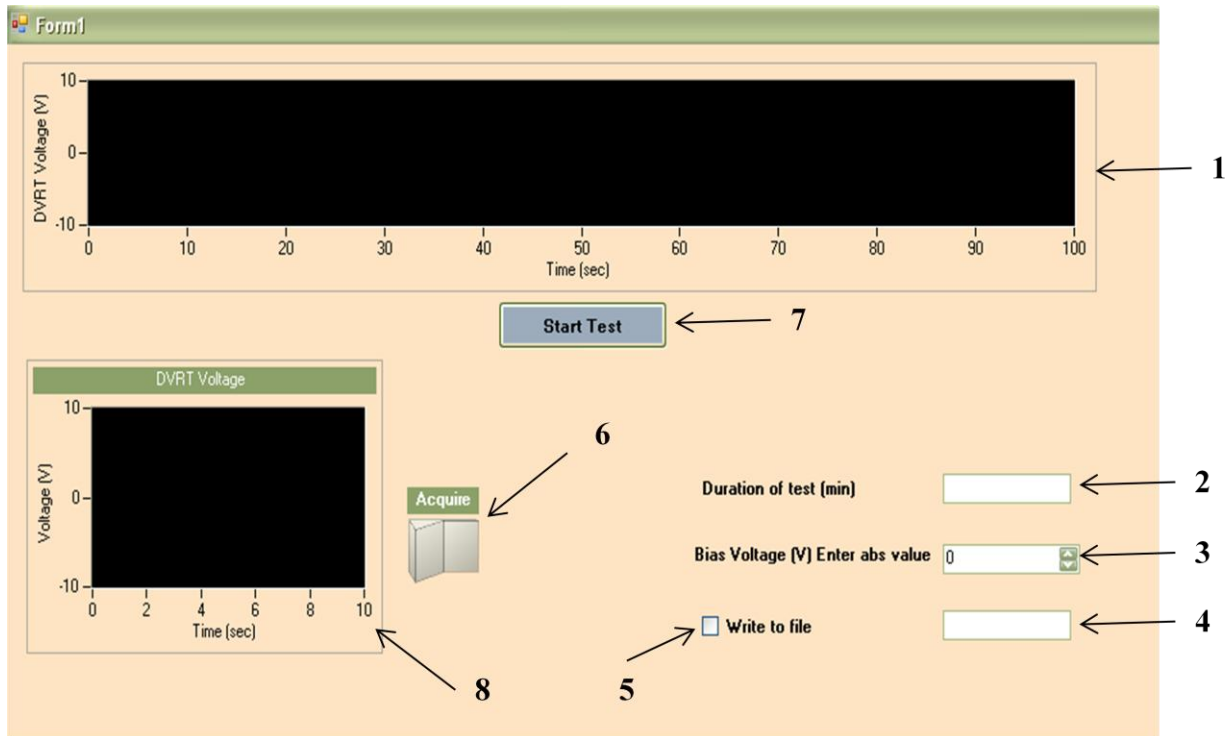 Form1
10
0
-10
DVRT Voltage (V)
0 10 20 30 40 50 60 70 80 90 100
Time (sec)
1
Start Test
7
DVRT Voltage
10
0
-10
Voltage (V)
0 2 4 6 8 10
Time (sec)
8
6
Acquire
Duration of test (min)
2
Bias Voltage (V) Enter abs value 0
3
Write to file
4
5